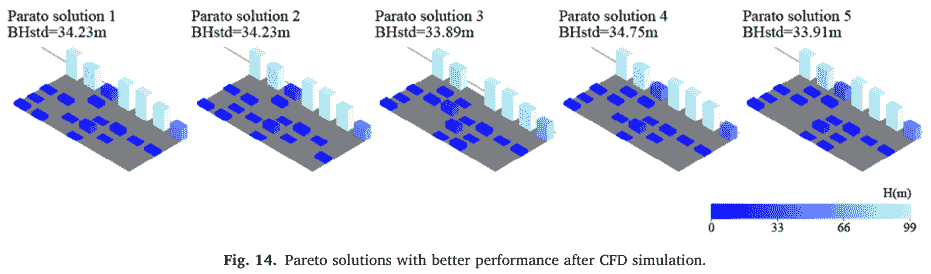 Parato solution 1
BHstd=34.23m
Parato solution 2
BHstd=34.23m
Parato solution 3
BHstd=33.89m
Parato solution 4
BHstd=34.75m
Parato solution 5
BHstd=33.91m
H(m)
0 33 66 99
Fig. 14. Pareto solutions with better performance after CFD simulation.